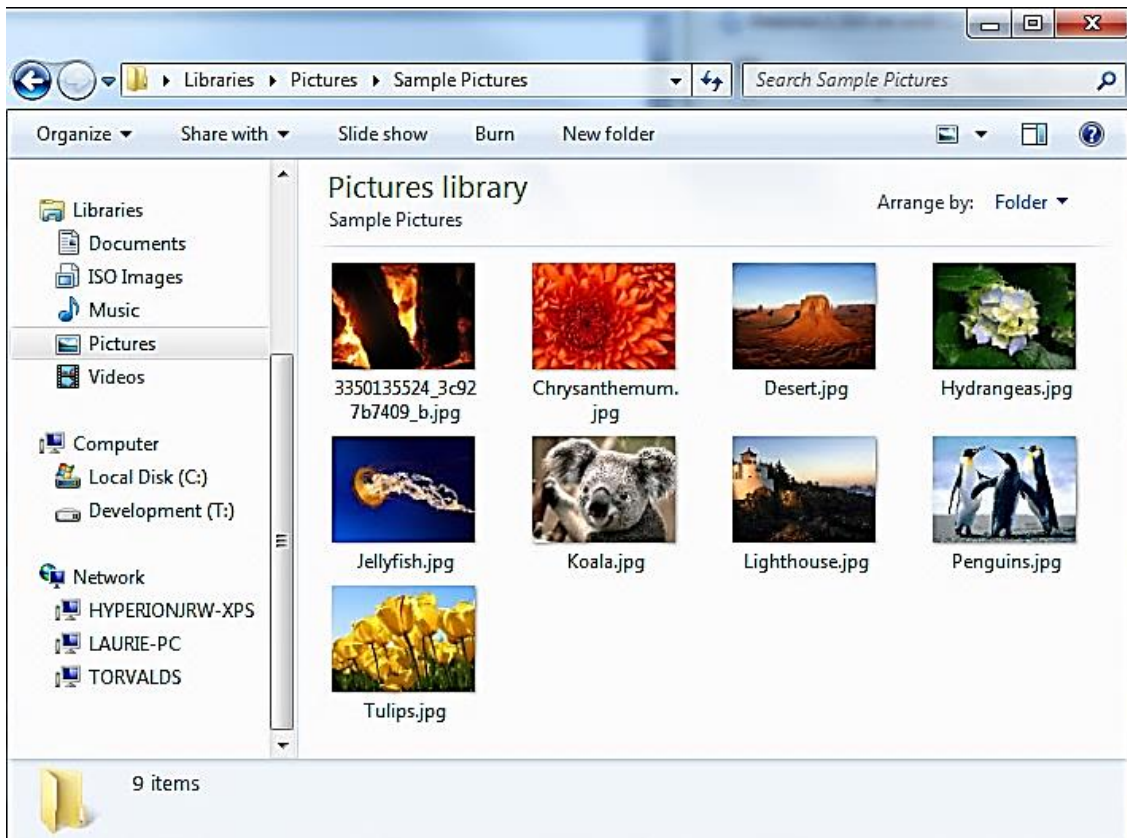 Libraries Pictures Sample Pictures
Search Sample Pictures
Organize Share with Slide show Burn New folder
Libraries
Documents
ISO Images
Music
Pictures
Videos
Computer
Local Disk (C:)
Development (T:)
Network
HYPERIONJRW-XPS
LAURIE-PC
TORVALDS
Pictures library
Sample Pictures
Arrange by: Folder
3350135524_3c92
7b7409_b.jpg
Chrysanthemum.
jpg
Desert.jpg
Hydrangeas.jpg
Jellyfish.jpg
Koala.jpg
Lighthouse.jpg
Penguins.jpg
Tulips.jpg
9 items